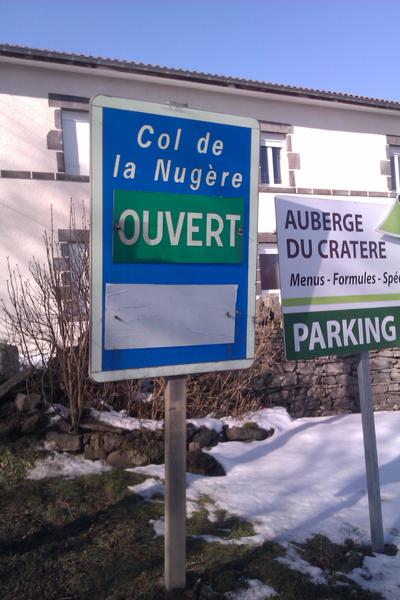 Col de
la Nugère
OUVERT
AUBERGE
DU CRATERE
Menus - Formules - Spé
PARKING